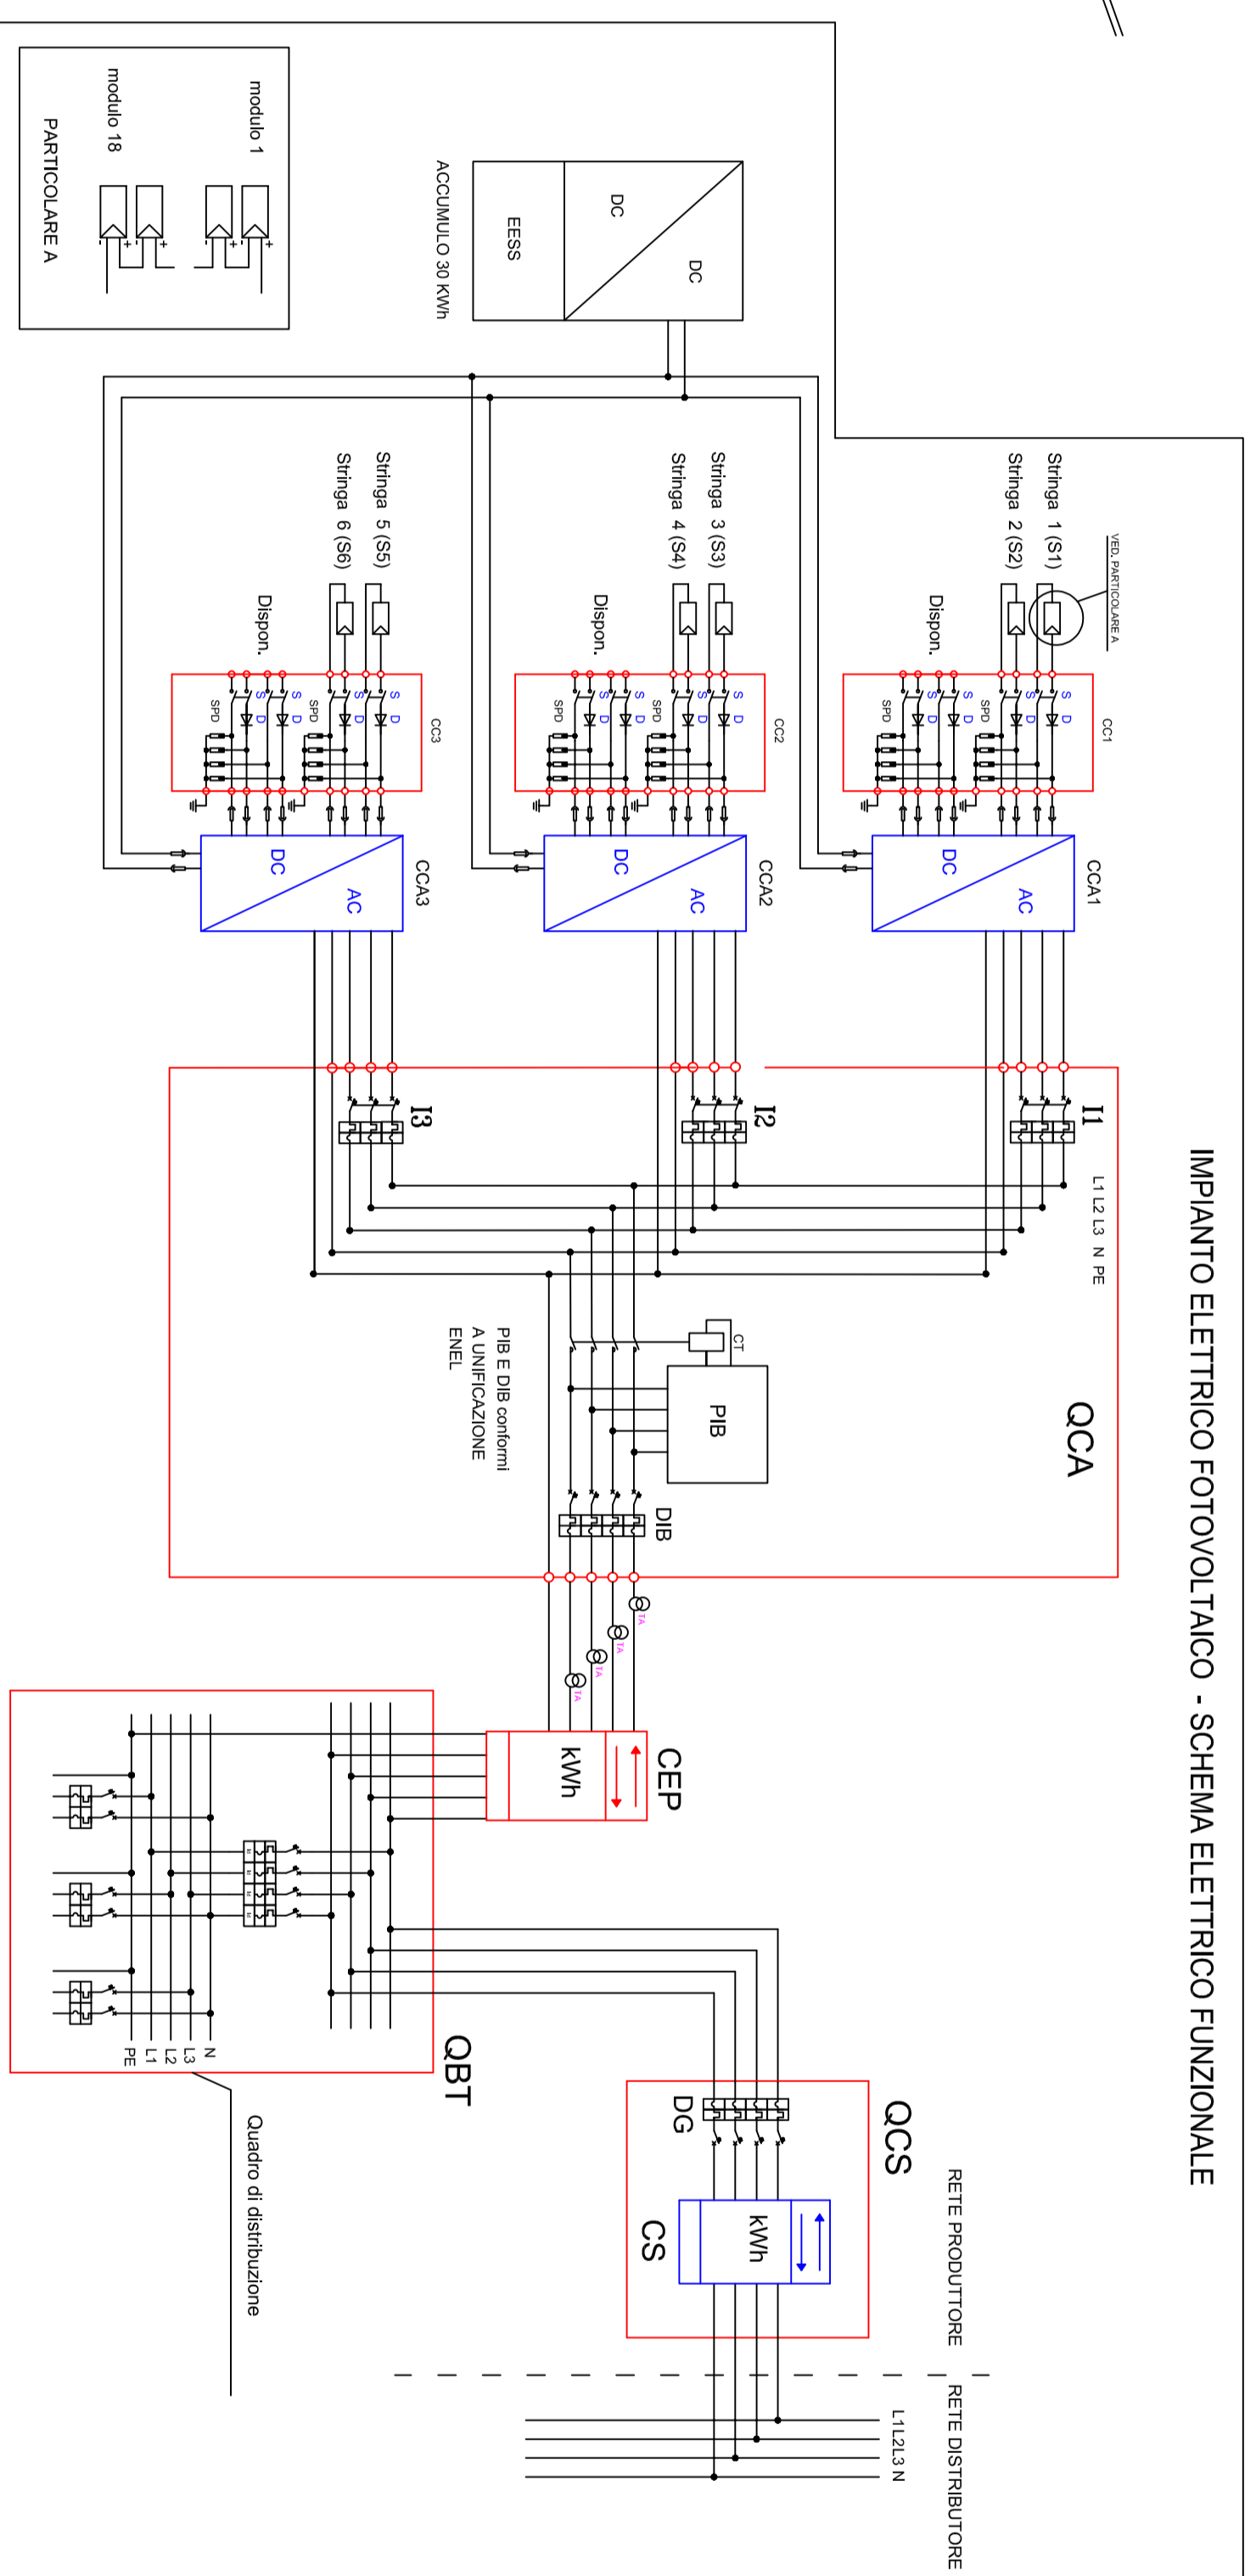 IMPIANTO ELETTRICO FOTOVOLTAICO - SCHEMA ELETTRICO FUNZIONALE
VED. PARTICOLARE A
Stringa 1 (S1)
Stringa 2 (S2)
Dispon.
CC1
S D
S D
SPD
S D
S D
SPD
CCA1
DC
AC
Stringa 3 (S3)
Stringa 4 (S4)
Dispon.
CC2
S D
S D
SPD
S D
S D
SPD
CCA2
DC
AC
Stringa 5 (S5)
Stringa 6 (S6)
Dispon.
CC3
S D
S D
SPD
S D
S D
SPD
CCA3
DC
AC
DC
DC
EESS
ACCUMULO 30 KWh
modulo 1
+
-
+
-
modulo 18
+
-
+
-
PARTICOLARE A
I1
I2
I3
L1 L2 L3 N PE
QCA
CT
PIB
DIB
PIB E DIB conformi
A UNIFICAZIONE
ENEL
TA
TA
TA
TA
CEP
kWh
QBT
Id
Id
Id
Id
N
L3
L2
L1
PE
Quadro di distribuzione
QCS
DG
kWh
CS
RETE PRODUTTORE
RETE DISTRIBUTORE
L1L2L3 N